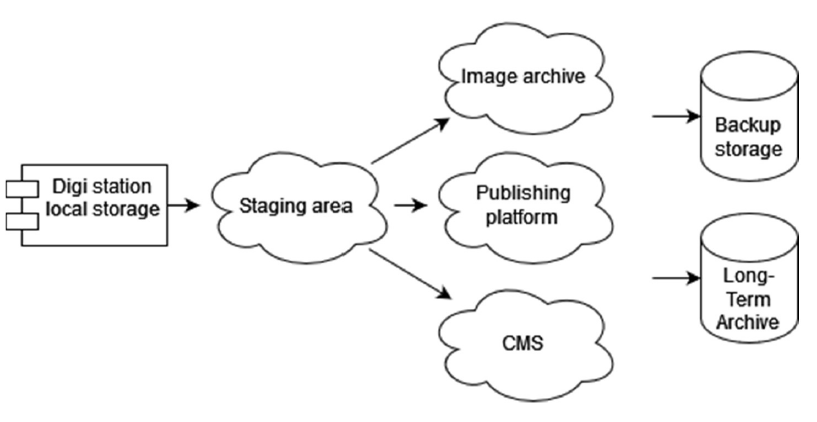 Digi station
local storage
Staging area
Image archive
Publishing
platform
CMS
Backup
storage
Long-
Term
Archive